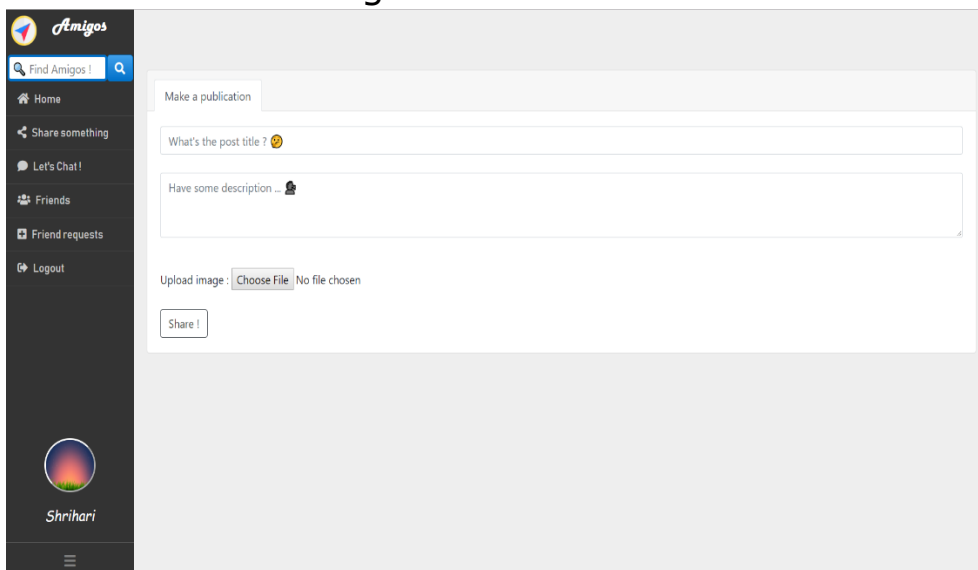 Amigos
🔍 Find Amigos !
Home
Make a publication
Share something
What's the post title ? 🤔
Let's Chat !
Have some description ... 🗣
Friends
Friend requests
Logout
Upload image : Choose File No file chosen
Share !
Shrihari